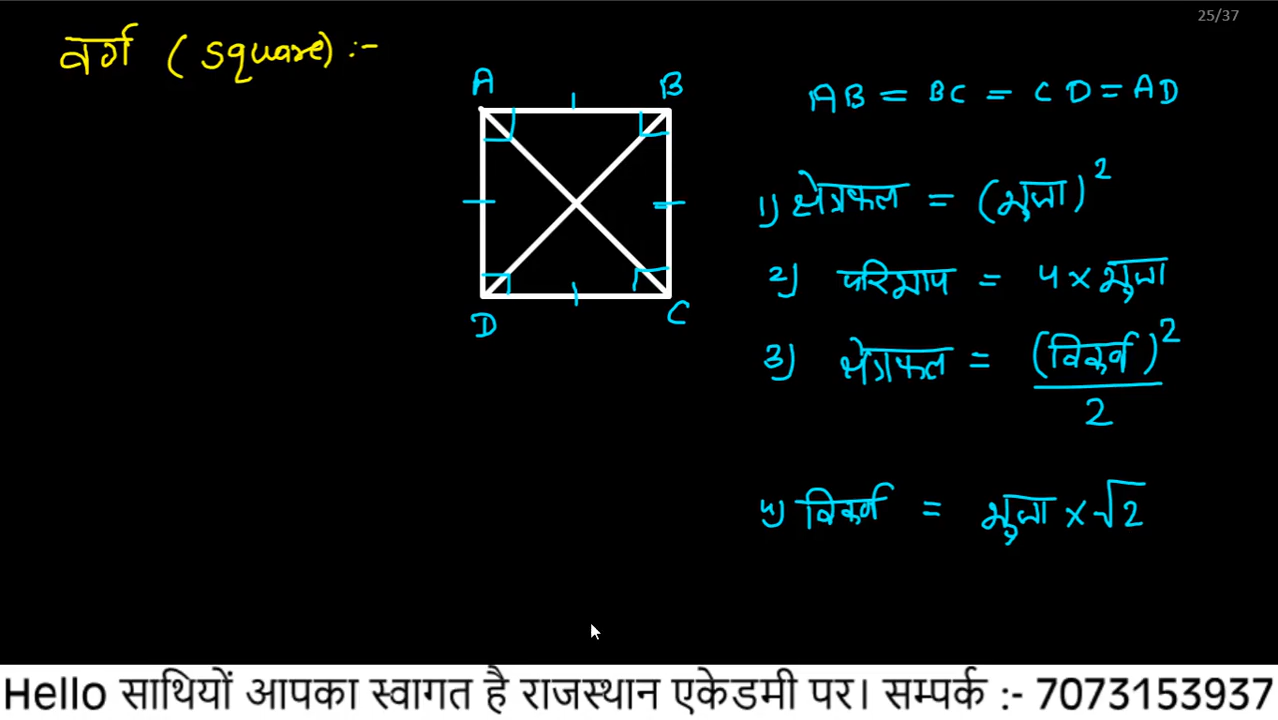 25/37
वर्ग (square) :-
A B
D C
AB = BC = CD = AD
1) क्षेत्रफल = (भुजा)²
2) परिमाप = 4 × भुजा
3) क्षेत्रफल = (विकर्ण)² / 2
4) विकर्ण = भुजा × √2
Hello साथियों आपका स्वागत है राजस्थान एकेडमी पर। सम्पर्क :- 7073153937